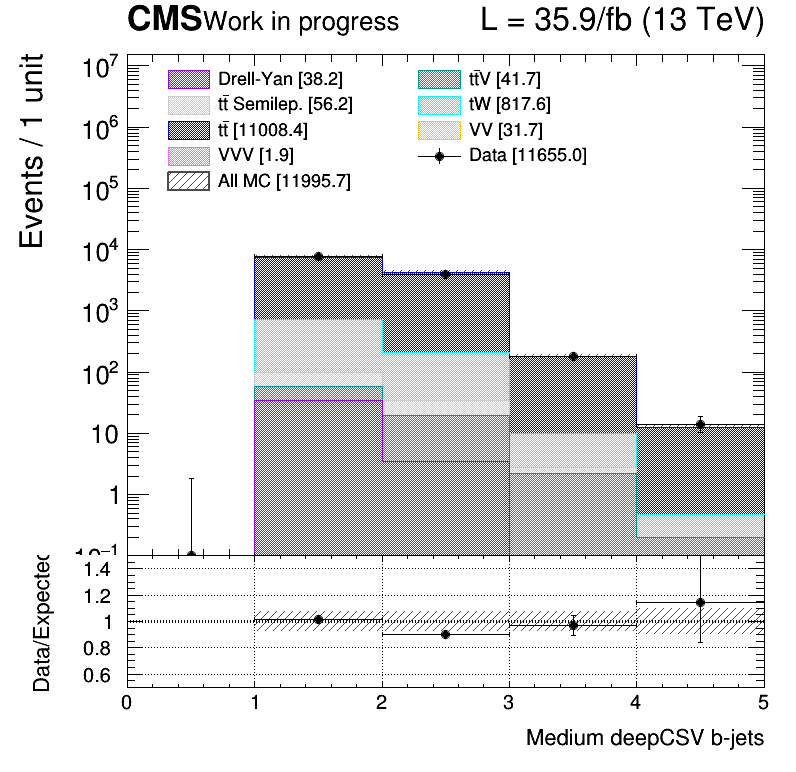 CMS Work in progress L = 35.9/fb (13 TeV)
Events / 1 unit
10⁷
10⁶
10⁵
10⁴
10³
10²
10
1
10⁻¹
Drell-Yan [38.2]
tt̄ Semilep. [56.2]
tt̄ [11008.4]
VVV [1.9]
All MC [11995.7]
tt̄V [41.7]
tW [817.6]
VV [31.7]
Data [11655.0]
Data/Expected
1.4
1.2
1
0.8
0.6
0 1 2 3 4 5
Medium deepCSV b-jets